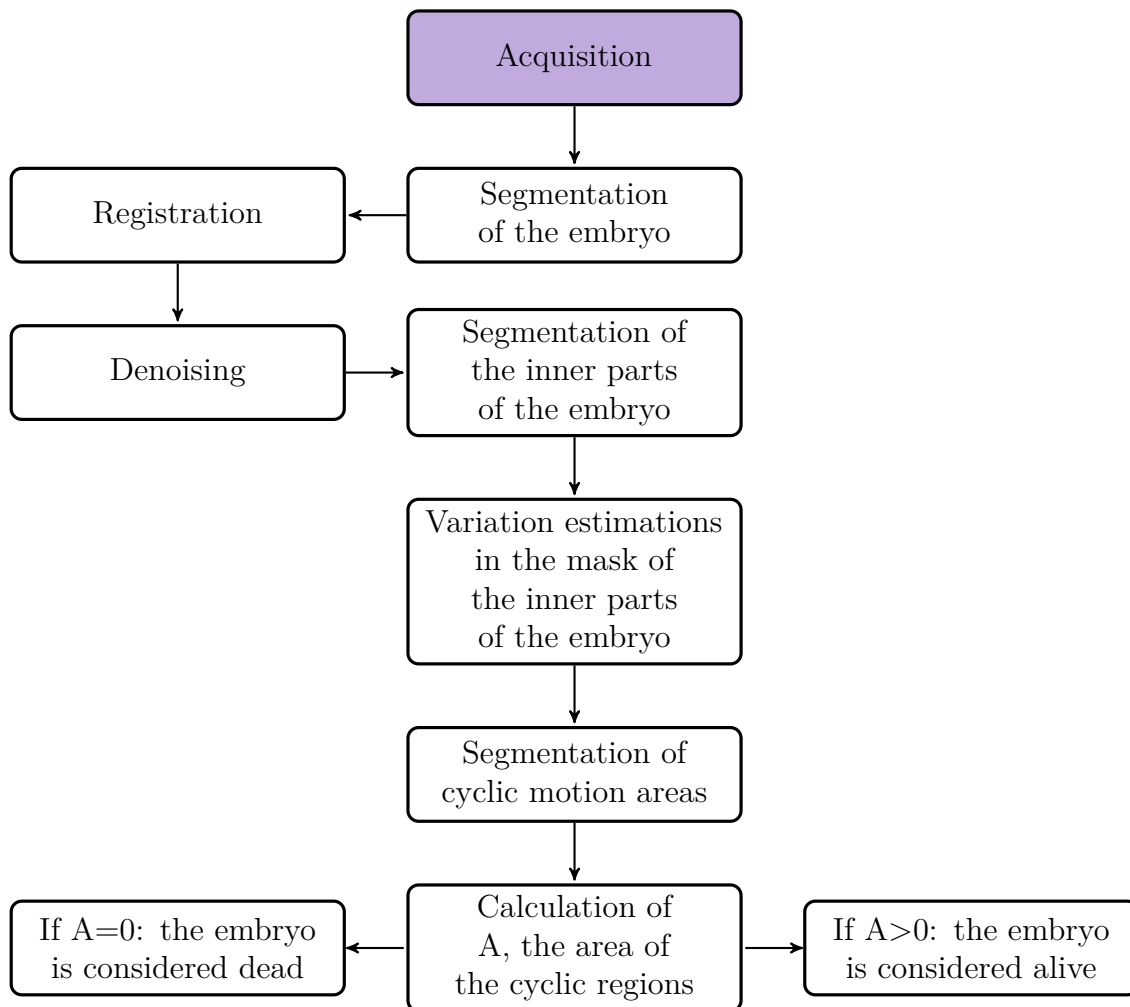 Acquisition
Segmentation
of the embryo
Registration
Denoising
Segmentation of
the inner parts
of the embryo
Variation estimations
in the mask of
the inner parts
of the embryo
Segmentation of
cyclic motion areas
Calculation of
A, the area of
the cyclic regions
If A=0: the embryo
is considered dead
If A>0: the embryo
is considered alive